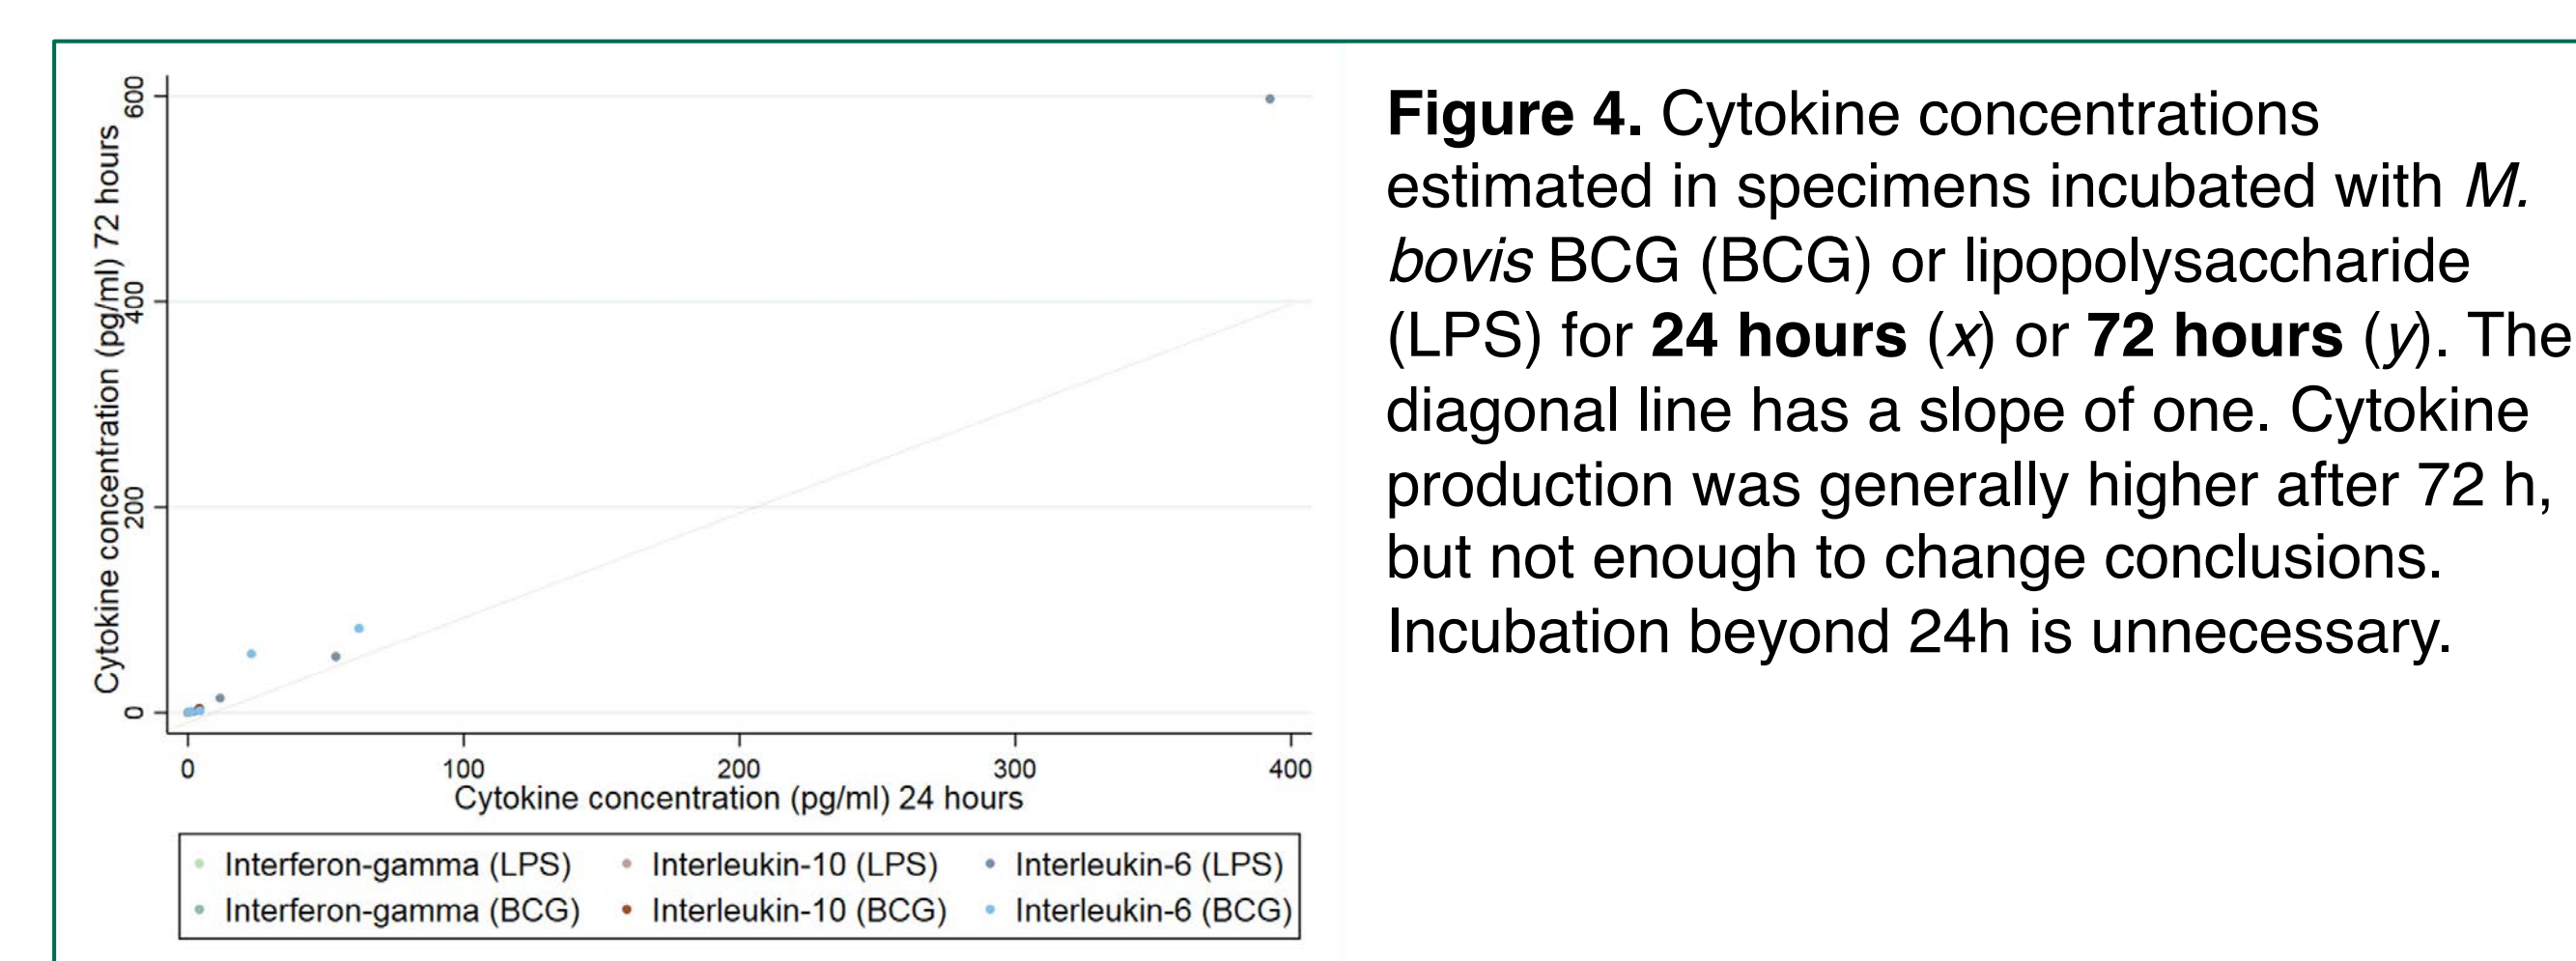 600
400
200
0
Cytokine concentration (pg/ml) 72 hours
0 100 200 300 400
Cytokine concentration (pg/ml) 24 hours
Interferon-gamma (LPS) Interleukin-10 (LPS) Interleukin-6 (LPS)
Interferon-gamma (BCG) Interleukin-10 (BCG) Interleukin-6 (BCG)
Figure 4. Cytokine concentrations
estimated in specimens incubated with M.
bovis BCG (BCG) or lipopolysaccharide
(LPS) for 24 hours (x) or 72 hours (y). The
diagonal line has a slope of one. Cytokine
production was generally higher after 72 h,
but not enough to change conclusions.
Incubation beyond 24h is unnecessary.